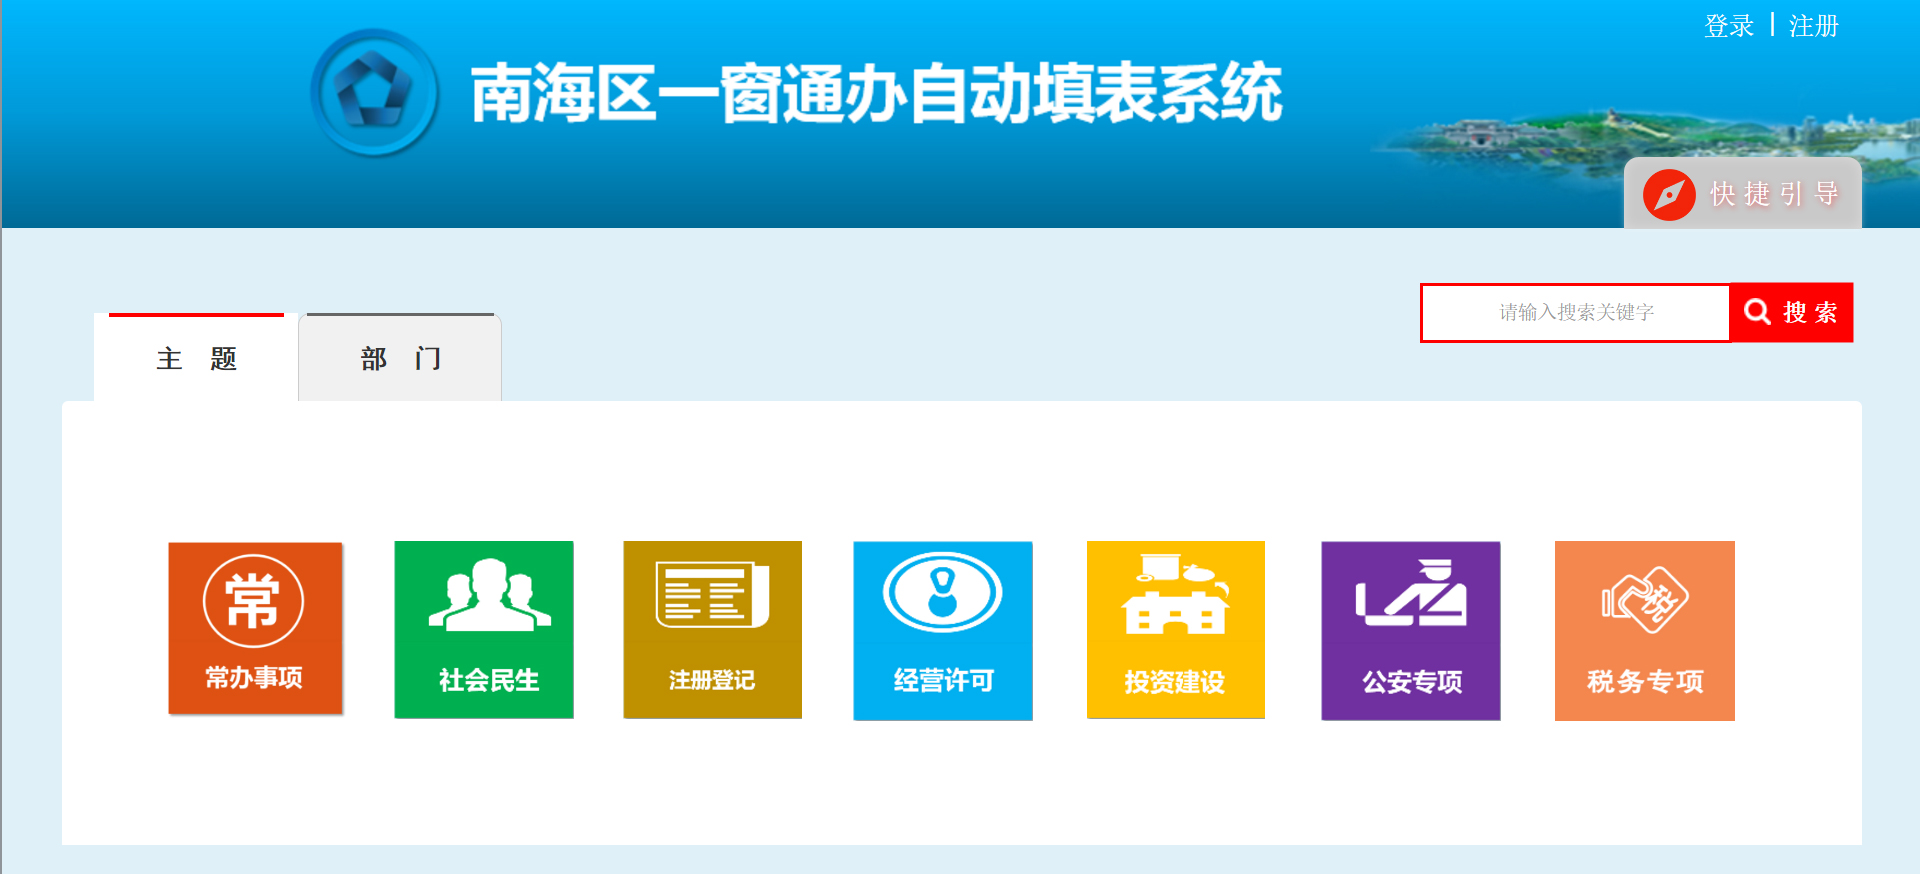 登录 | 注册
南海区一窗通办自动填表系统
快捷引导
请输入搜索关键字
搜索
主 题
部 门
常
常办事项
社会民生
注册登记
经营许可
投资建设
公安专项
税
税务专项